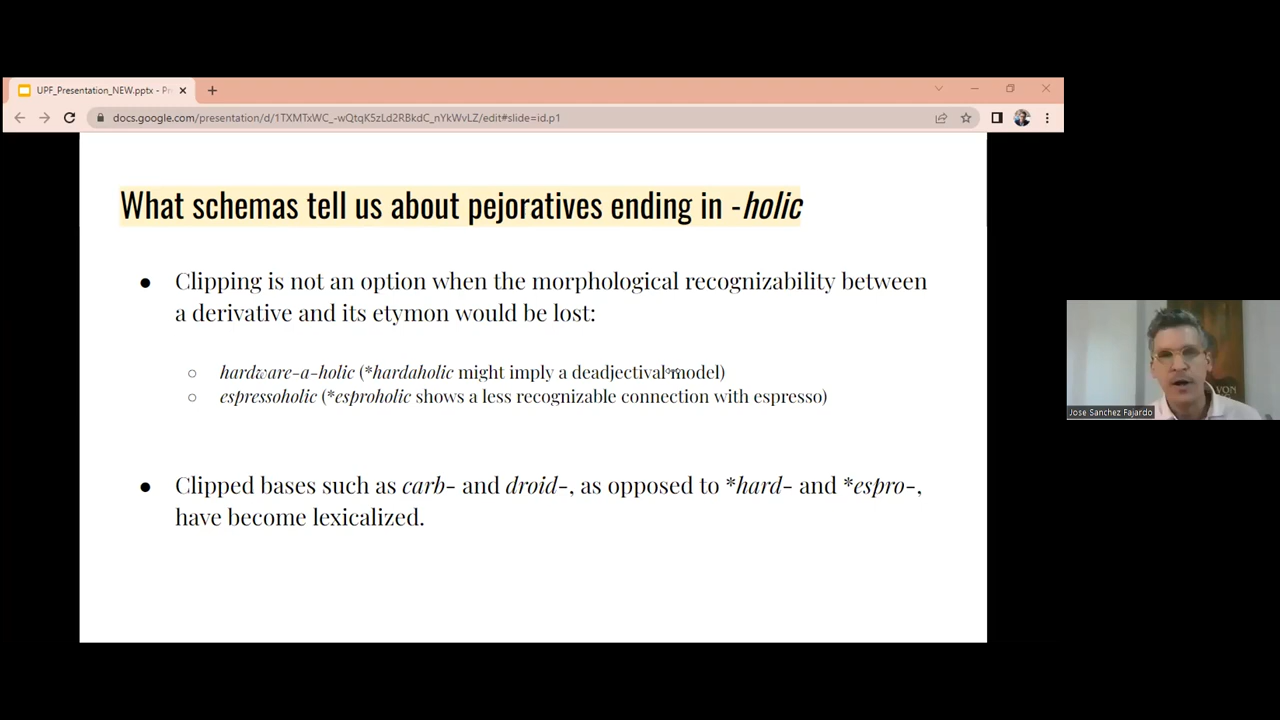 UPF_Presentation_NEW.pptx - Pr
docs.google.com/presentation/d/1TXMTxWC_-wQtqK5zLd2RBkdC_nYkWvLZ/edit#slide=id.p1
What schemas tell us about pejoratives ending in -holic
● Clipping is not an option when the morphological recognizability between
a derivative and its etymon would be lost:
○ hardware-a-holic (*hardaholic might imply a deadjectival model)
○ espressoholic (*esproholic shows a less recognizable connection with espresso)
● Clipped bases such as carb- and droid-, as opposed to *hard- and *espro-,
have become lexicalized.
VON
Jose Sanchez Fajardo